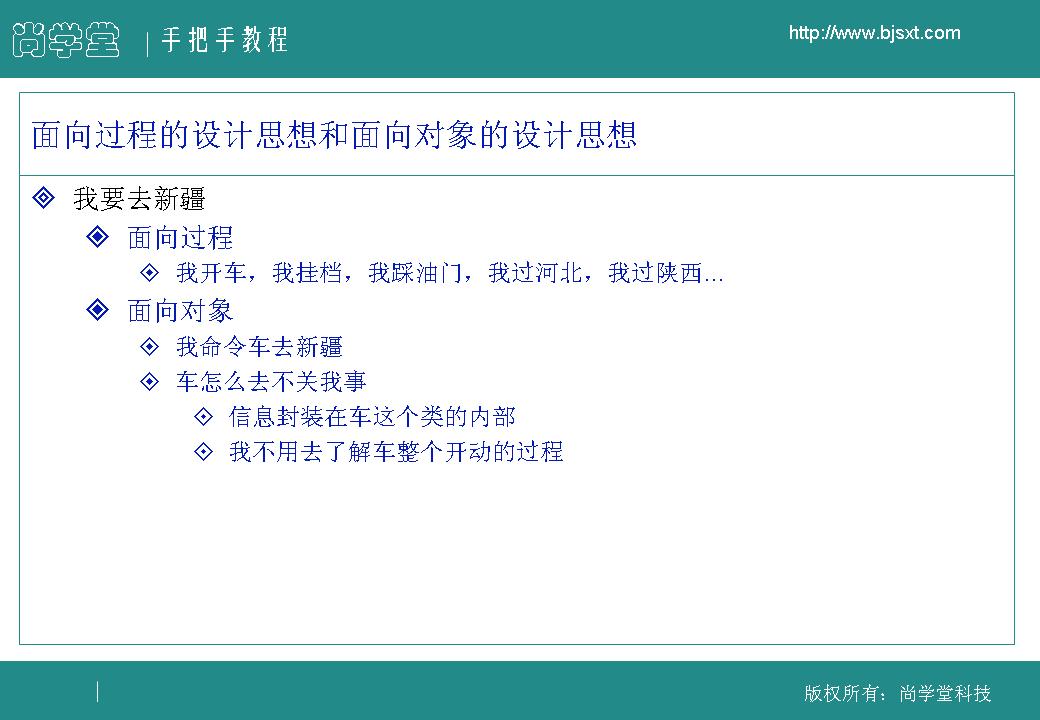 尚学堂 | 手把手教程
http://www.bjsxt.com
面向过程的设计思想和面向对象的设计思想
我要去新疆
面向过程
我开车，我挂档，我踩油门，我过河北，我过陕西…
面向对象
我命令车去新疆
车怎么去不关我事
信息封装在车这个类的内部
我不用去了解车整个开动的过程
版权所有：尚学堂科技